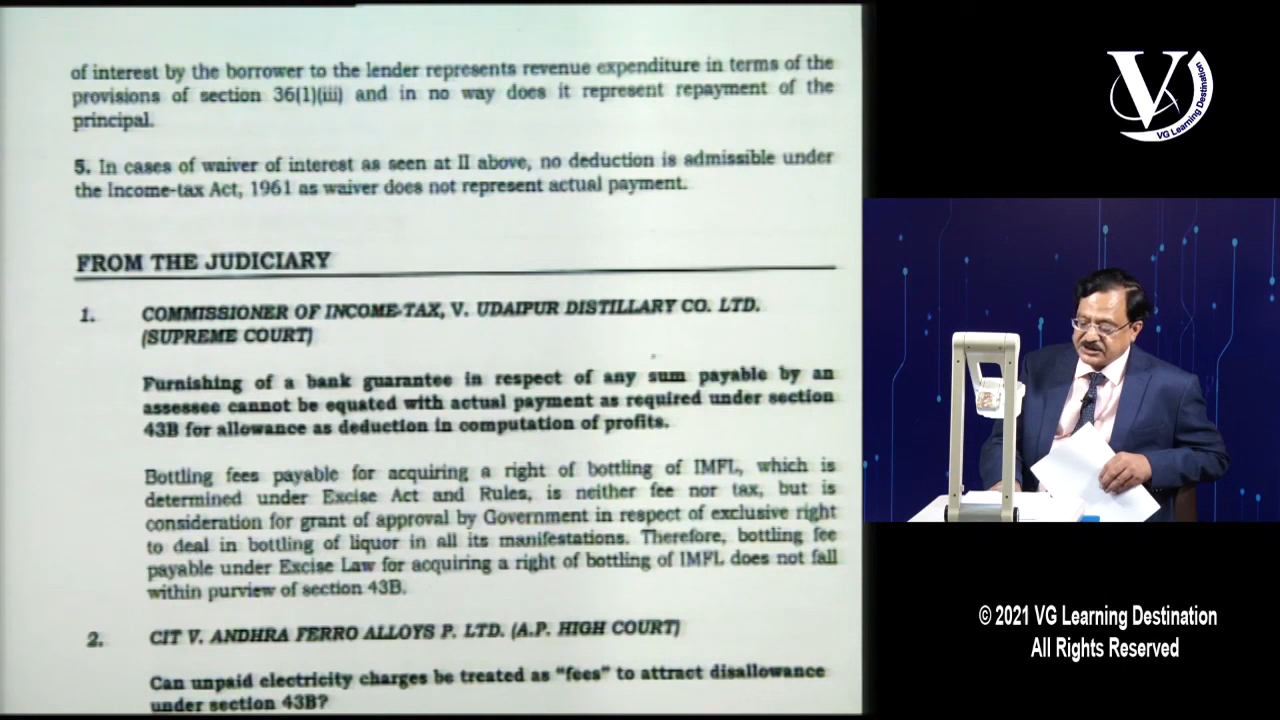 of interest by the borrower to the lender represents revenue expenditure in terms of the
provisions of section 36(1)(iii) and in no way does it represent repayment of the
principal.
5. In cases of waiver of interest as seen at II above, no deduction is admissible under
the Income-tax Act, 1961 as waiver does not represent actual payment.
FROM THE JUDICIARY
1. COMMISSIONER OF INCOME-TAX, V. UDAIPUR DISTILLARY CO. LTD.
(SUPREME COURT)
Furnishing of a bank guarantee in respect of any sum payable by an
assessee cannot be equated with actual payment as required under section
43B for allowance as deduction in computation of profits.
Bottling fees payable for acquiring a right of bottling of IMFL, which is
determined under Excise Act and Rules, is neither fee nor tax, but is
consideration for grant of approval by Government in respect of exclusive right
to deal in bottling of liquor in all its manifestations. Therefore, bottling fee
payable under Excise Law for acquiring a right of bottling of IMFL does not fall
within purview of section 43B.
2. CIT V. ANDHRA FERRO ALLOYS P. LTD. (A.P. HIGH COURT)
Can unpaid electricity charges be treated as "fees" to attract disallowance
under section 43B?
V
VG Learning Destination
© 2021 VG Learning Destination
All Rights Reserved